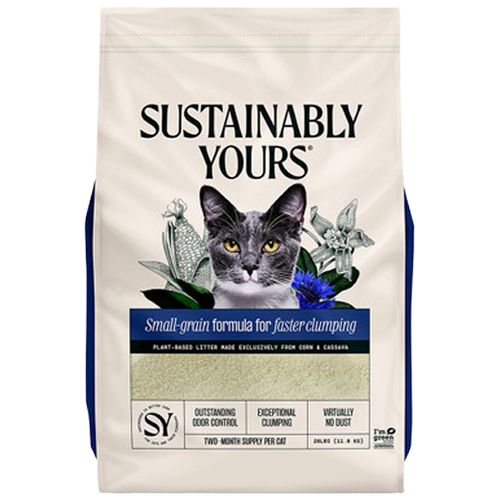 SUSTAINABLY
YOURS®
Small-grain formula for faster clumping
PLANT-BASED LITTER MADE EXCLUSIVELY FROM CORN & CASSAVA
SY
OUTSTANDING
ODOR CONTROL
EXCEPTIONAL
CLUMPING
VIRTUALLY
NO DUST
TWO-MONTH SUPPLY PER CAT
26LBS (11.8 KG)
I'm
green